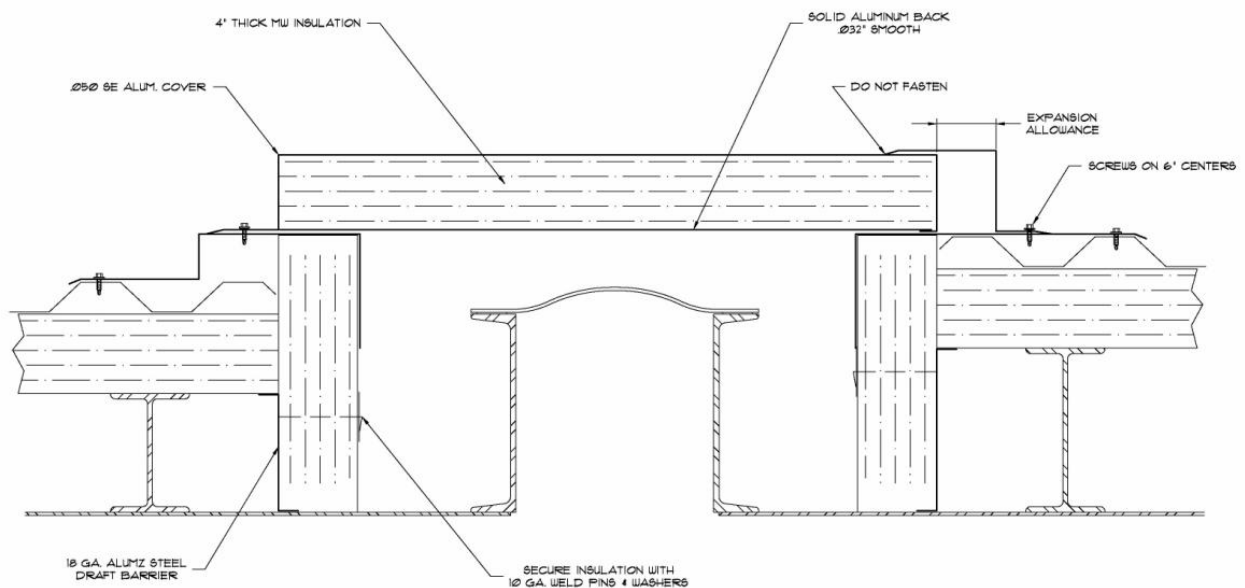 4" THICK MW INSULATION
SOLID ALUMINUM BACK
.032" SMOOTH
.050 SE ALUM. COVER
DO NOT FASTEN
EXPANSION
ALLOWANCE
SCREWS ON 6" CENTERS
18 GA. ALUMZ STEEL
DRAFT BARRIER
SECURE INSULATION WITH
10 GA. WELD PINS & WASHERS